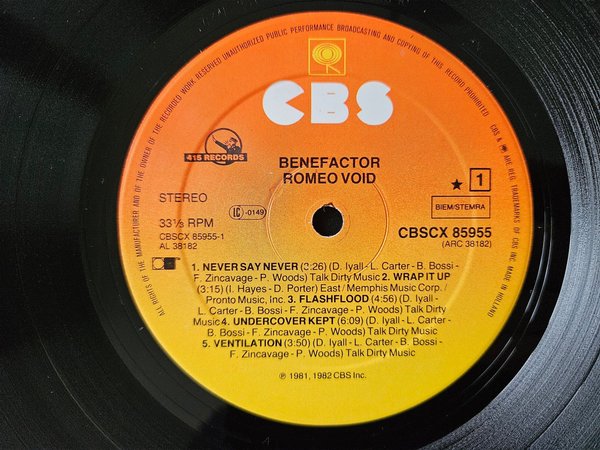 UNAUTHORIZED PUBLIC PERFORMANCE BROADCASTING AND COPYING OF THIS RECORD PROHIBITED.
ALL RIGHTS OF THE MANUFACTURER AND OF THE OWNER OF THE RECORDED WORK RESERVED
CBS & ARE REG. TRADEMARKS OF CBS INC. MADE IN HOLLAND
CBS
415 RECORDS
BENEFACTOR
ROMEO VOID
STEREO
★ 1
LC-0149
BIEM/STEMRA
33⅓ RPM
CBSCX 85955-1
AL 38182
CBSCX 85955
(ARC 38182)
1. NEVER SAY NEVER (3:26) (D. Iyall - L. Carter - B. Bossi -
F. Zincavage - P. Woods) Talk Dirty Music 2. WRAP IT UP
(3:15) (I. Hayes - D. Porter) East / Memphis Music Corp. /
Pronto Music, Inc. 3. FLASHFLOOD (4:56) (D. Iyall -
L. Carter - B. Bossi - F. Zincavage - P. Woods) Talk Dirty
Music 4. UNDERCOVER KEPT (6:09) (D. Iyall - L. Carter -
B. Bossi - F. Zincavage - P. Woods) Talk Dirty Music
5. VENTILATION (3:50) (D. Iyall - L. Carter - B. Bossi -
F. Zincavage - P. Woods) Talk Dirty Music
℗ 1981, 1982 CBS Inc.